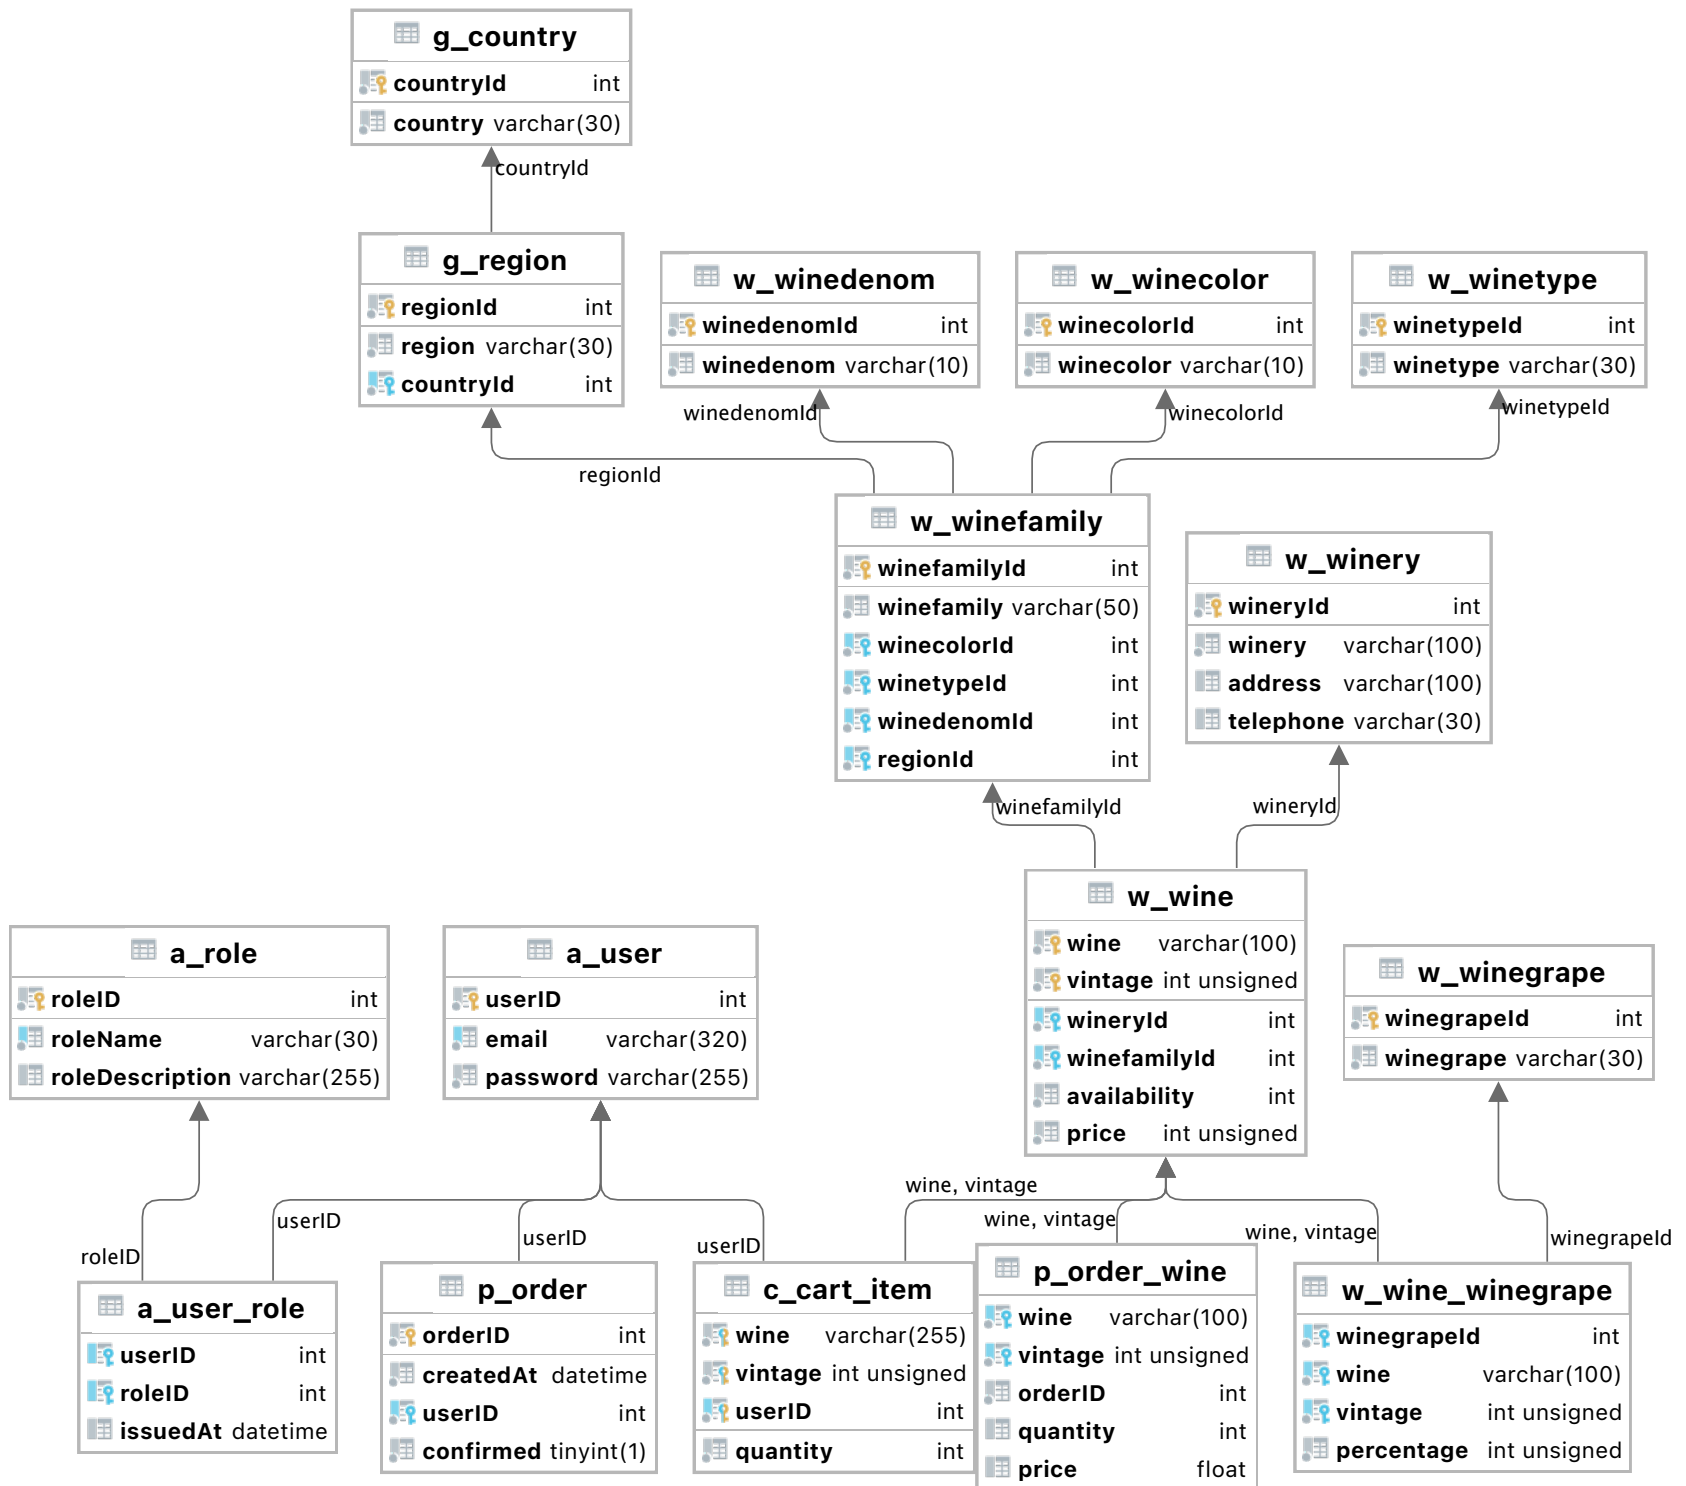 g_country
countryId int
country varchar(30)
countryId
g_region
regionId int
region varchar(30)
countryId int
w_winedenom
winedenomId int
winedenom varchar(10)
w_winecolor
winecolorId int
winecolor varchar(10)
w_winetype
winetypeId int
winetype varchar(30)
winedenomId
winecolorId
winetypeId
regionId
w_winefamily
winefamilyId int
winefamily varchar(50)
winecolorId int
winetypeId int
winedenomId int
regionId int
w_winery
wineryId int
winery varchar(100)
address varchar(100)
telephone varchar(30)
winefamilyId
wineryId
w_wine
wine varchar(100)
vintage int unsigned
wineryId int
winefamilyId int
availability int
price int unsigned
a_role
roleID int
roleName varchar(30)
roleDescription varchar(255)
a_user
userID int
email varchar(320)
password varchar(255)
w_winegrape
winegrapeId int
winegrape varchar(30)
wine, vintage
wine, vintage
wine, vintage
userID
userID
userID
roleID
winegrapeId
a_user_role
userID int
roleID int
issuedAt datetime
p_order
orderID int
createdAt datetime
userID int
confirmed tinyint(1)
c_cart_item
wine varchar(255)
vintage int unsigned
userID int
quantity int
p_order_wine
wine varchar(100)
vintage int unsigned
orderID int
quantity int
price float
w_wine_winegrape
winegrapeId int
wine varchar(100)
vintage int unsigned
percentage int unsigned